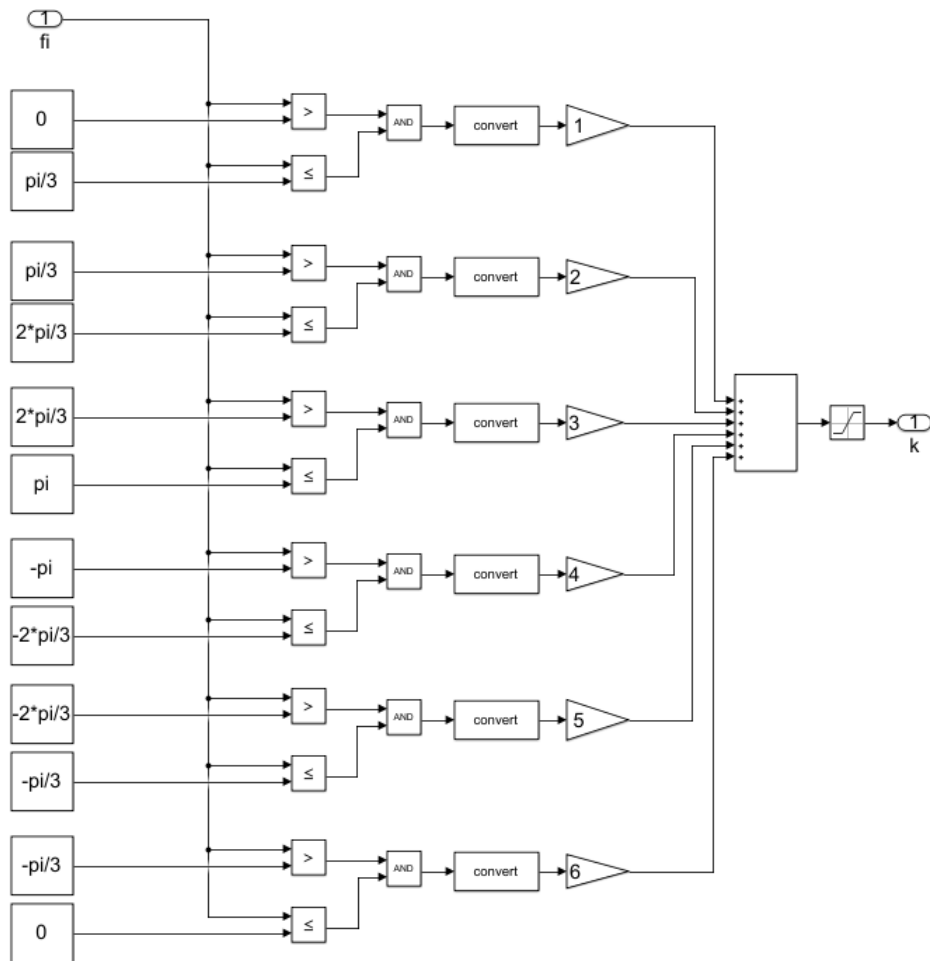 1
fi
0
>
AND
convert
1
pi/3
≤
pi/3
>
AND
convert
2
2*pi/3
≤
2*pi/3
>
AND
convert
3
pi
≤
+
+
+
+
+
+
1
k
-pi
>
AND
convert
4
-2*pi/3
≤
-2*pi/3
>
AND
convert
5
-pi/3
≤
-pi/3
>
AND
convert
6
0
≤